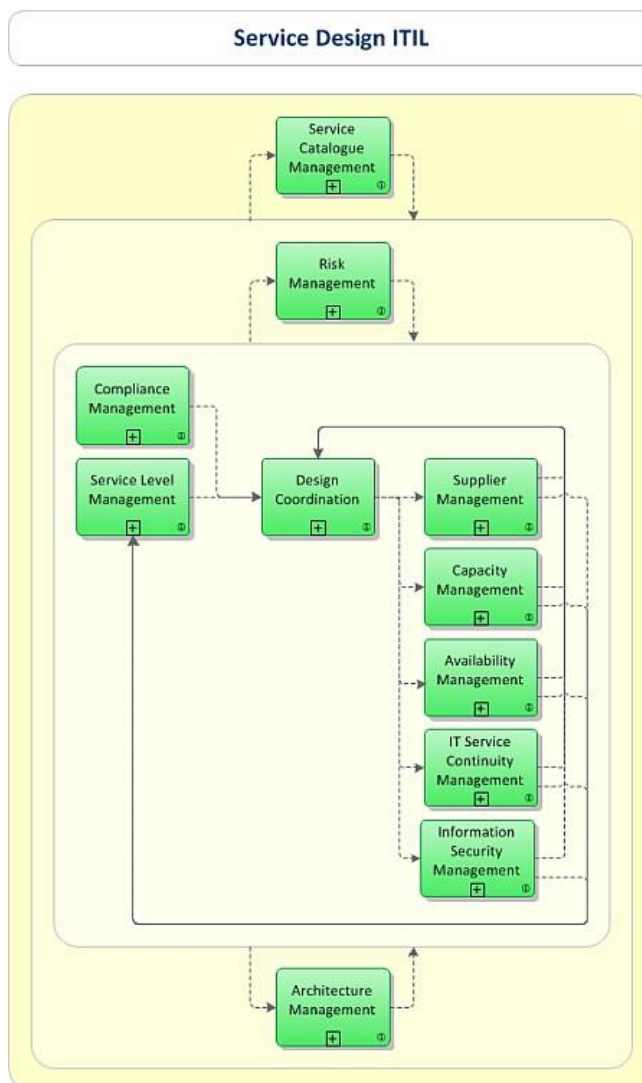 Service Design ITIL
Service
Catalogue
Management
Risk
Management
Compliance
Management
Service Level
Management
Design
Coordination
Supplier
Management
Capacity
Management
Availability
Management
IT Service
Continuity
Management
Information
Security
Management
Architecture
Management